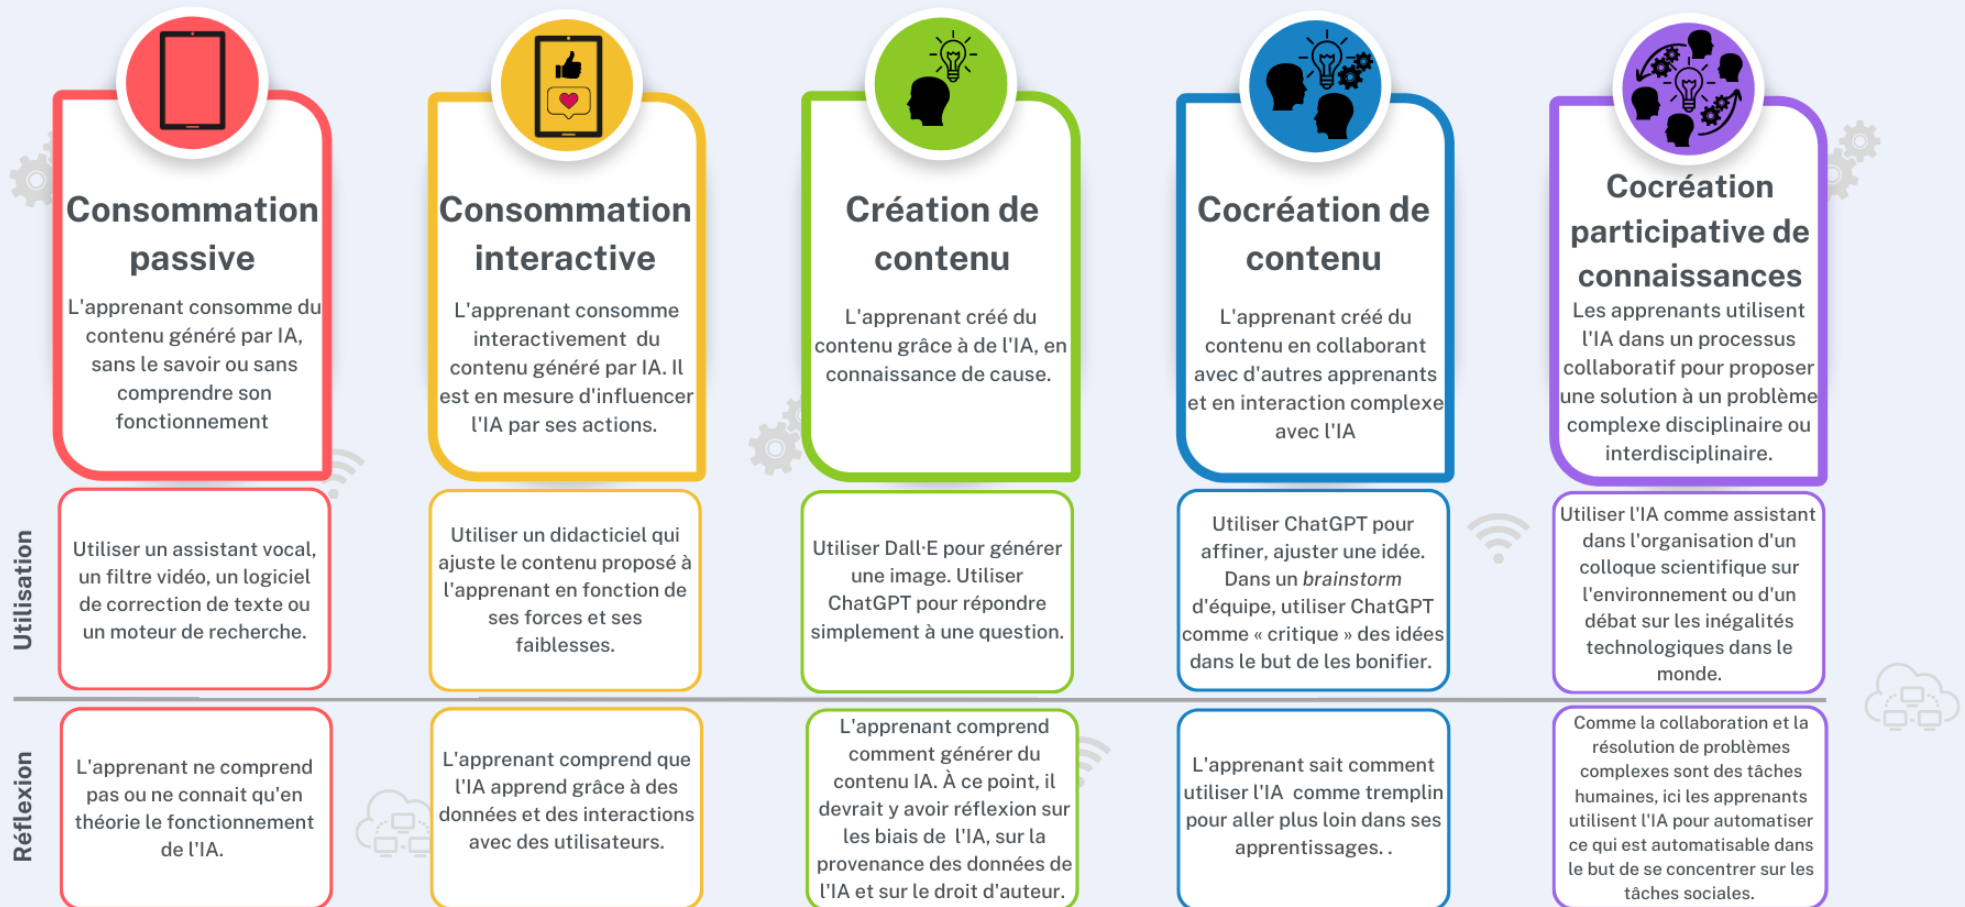 Consommation
passive
L'apprenant consomme du
contenu généré par IA,
sans le savoir ou sans
comprendre son
fonctionnement
Consommation
interactive
L'apprenant consomme
interactivement du
contenu généré par IA. Il
est en mesure d'influencer
l'IA par ses actions.
Création de
contenu
L'apprenant créé du
contenu grâce à de l'IA, en
connaissance de cause.
Cocréation de
contenu
L'apprenant créé du
contenu en collaborant
avec d'autres apprenants
et en interaction complexe
avec l'IA
Cocréation
participative de
connaissances
Les apprenants utilisent
l'IA dans un processus
collaboratif pour proposer
une solution à un problème
complexe disciplinaire ou
interdisciplinaire.
Utilisation
Utiliser un assistant vocal,
un filtre vidéo, un logiciel
de correction de texte ou
un moteur de recherche.
Utiliser un didacticiel qui
ajuste le contenu proposé à
l'apprenant en fonction de
ses forces et ses
faiblesses.
Utiliser Dall·E pour générer
une image. Utiliser
ChatGPT pour répondre
simplement à une question.
Utiliser ChatGPT pour
affiner, ajuster une idée.
Dans un brainstorm
d'équipe, utiliser ChatGPT
comme « critique » des idées
dans le but de les bonifier.
Utiliser l'IA comme assistant
dans l'organisation d'un
colloque scientifique sur
l'environnement ou d'un
débat sur les inégalités
technologiques dans le
monde.
Réflexion
L'apprenant ne comprend
pas ou ne connait qu'en
théorie le fonctionnement
de l'IA.
L'apprenant comprend que
l'IA apprend grâce à des
données et des interactions
avec des utilisateurs.
L'apprenant comprend
comment générer du
contenu IA. À ce point, il
devrait y avoir réflexion sur
les biais de l'IA, sur la
provenance des données de
l'IA et sur le droit d'auteur.
L'apprenant sait comment
utiliser l'IA comme tremplin
pour aller plus loin dans ses
apprentissages. .
Comme la collaboration et la
résolution de problèmes
complexes sont des tâches
humaines, ici les apprenants
utilisent l'IA pour automatiser
ce qui est automatisable dans
le but de se concentrer sur les
tâches sociales.